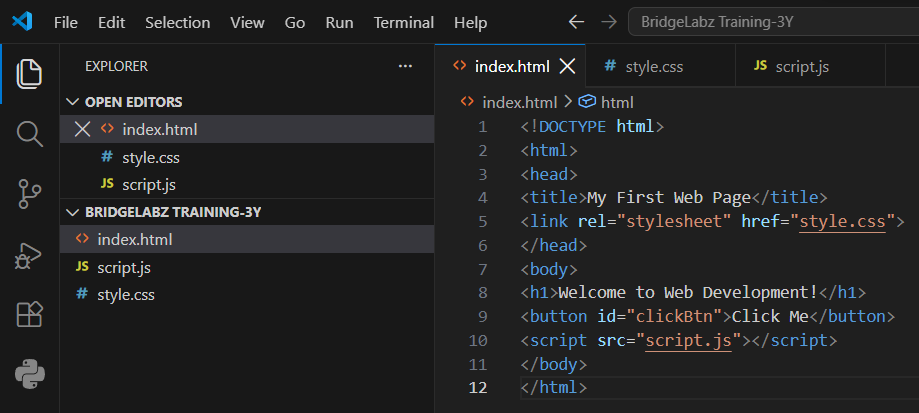 File Edit Selection View Go Run Terminal Help BridgeLabz Training-3Y
EXPLORER ...
OPEN EDITORS
index.html
# style.css
JS script.js
BRIDGELABZ TRAINING-3Y
index.html
JS script.js
# style.css
index.html # style.css JS script.js
index.html > html
1 <!DOCTYPE html>
2 <html>
3 <head>
4 <title>My First Web Page</title>
5 <link rel="stylesheet" href="style.css">
6 </head>
7 <body>
8 <h1>Welcome to Web Development!</h1>
9 <button id="clickBtn">Click Me</button>
10 <script src="script.js"></script>
11 </body>
12 </html>